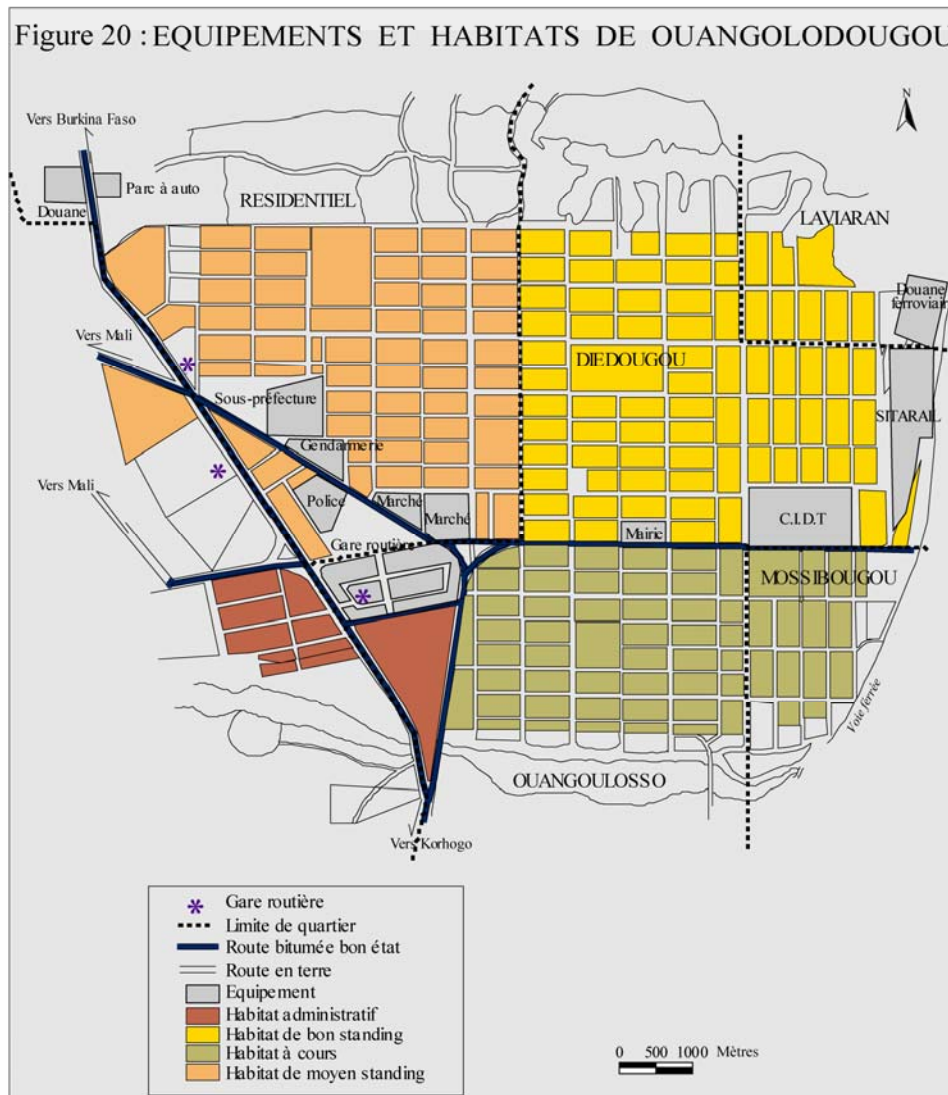 Figure 20 : EQUIPEMENTS ET HABITATS DE OUANGOLODOUGOU
N
Vers Burkina Faso
Parc à auto
Douane
RESIDENTIEL
LAVIARAN
Douane
ferroviair
Vers Mali
DIEDOUGOU
Sous-préfecture
SITARAIL
Gendarmerie
Vers Mali
Police
Marché
Marché
C.I.D.T
Mairie
Gare routière
MOSSIBOUGOU
Voie ferrée
OUANGOULOSSO
Vers Korhogo
Gare routière
Limite de quartier
Route bitumée bon état
Route en terre
Equipement
Habitat administratif
Habitat de bon standing
Habitat à cours
Habitat de moyen standing
0 500 1000 Mètres